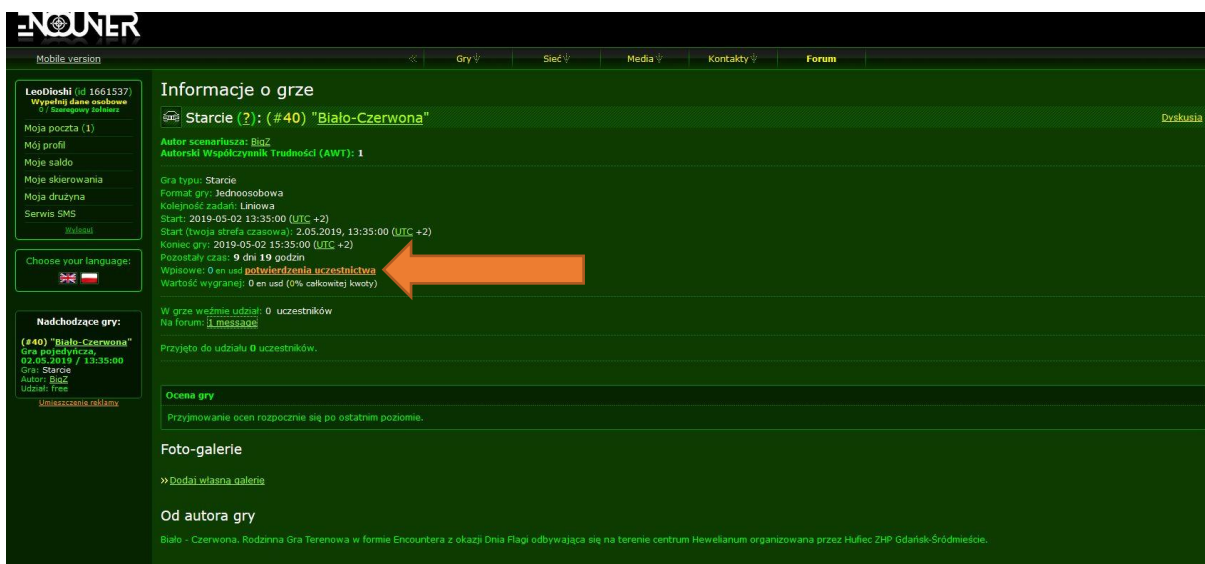 ENCOUNTER
Mobile version
«
Gry
Sieć
Media
Kontakty
Forum
LeoDioshi (id 1661537)
Wypełnij dane osobowe
0 / Szeregowy żołnierz
Moja poczta (1)
Mój profil
Moje saldo
Moje skierowania
Moja drużyna
Serwis SMS
Wyloguj
Choose your language:
Nadchodzące gry:
(#40) "Biało-Czerwona"
Gra pojedyńcza,
02.05.2019 / 13:35:00
Gra: Starcie
Autor: BigZ
Udział: free
Umieszczenie reklamy
Informacje o grze
Starcie (?): (#40) "Biało-Czerwona"
Dyskusja
Autor scenariusza: BigZ
Autorski Współczynnik Trudności (AWT): 1
Gra typu: Starcie
Format gry: Jednoosobowa
Kolejność zadań: Liniowa
Start: 2019-05-02 13:35:00 (UTC +2)
Start (twoja strefa czasowa): 2.05.2019, 13:35:00 (UTC +2)
Koniec gry: 2019-05-02 15:35:00 (UTC +2)
Pozostały czas: 9 dni 19 godzin
Wpisowe: 0 en usd potwierdzenia uczestnictwa
Wartość wygranej: 0 en usd (0% całkowitej kwoty)
W grze weźmie udział: 0 uczestników
Na forum: 1 message
Przyjęto do udziału 0 uczestników.
Ocena gry
Przyjmowanie ocen rozpocznie się po ostatnim poziomie.
Foto-galerie
»Dodaj własna galerie
Od autora gry
Biało - Czerwona. Rodzinna Gra Terenowa w formie Encountera z okazji Dnia Flagi odbywająca się na terenie centrum Hewelianum organizowana przez Hufiec ZHP Gdańsk-Śródmieście.